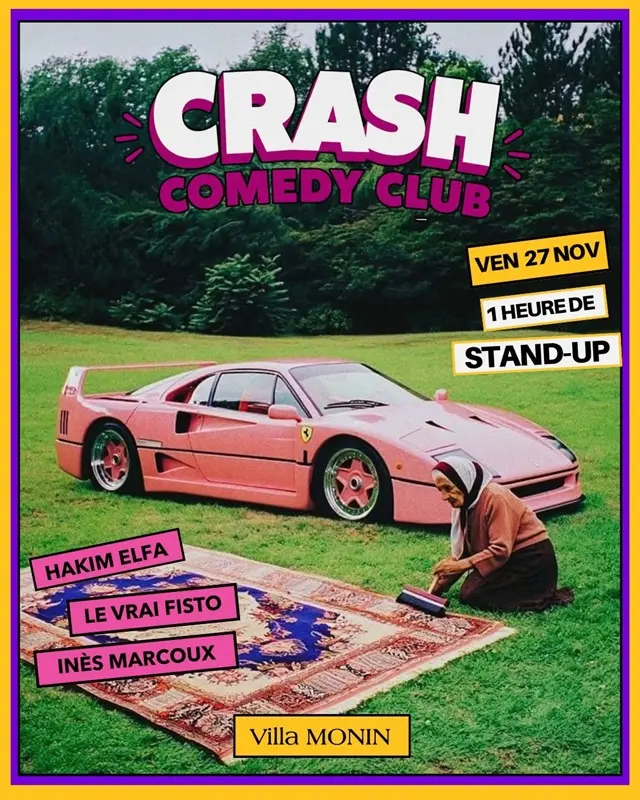 CRASH
COMEDY CLUB
VEN 27 NOV
1 HEURE DE
STAND-UP
HAKIM ELFA
LE VRAI FISTO
INÈS MARCOUX
Villa MONIN